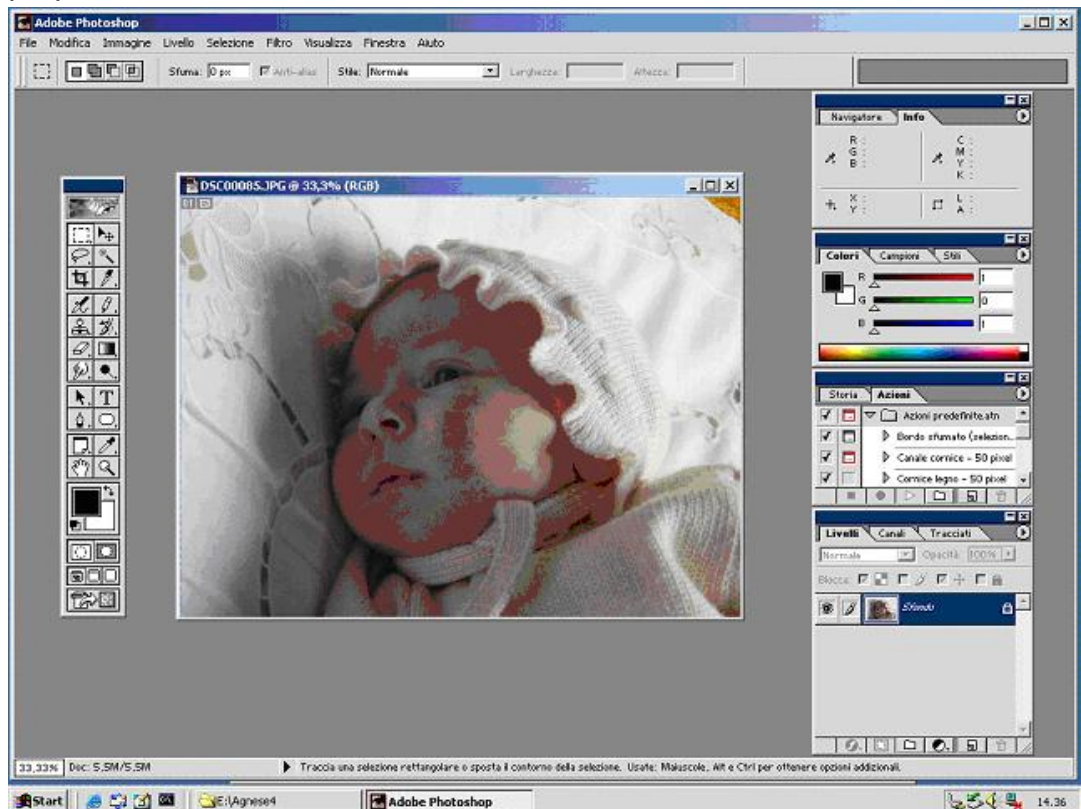 Adobe Photoshop
File Modifica Immagine Livello Selezione Filtro Visualizza Finestra Aiuto
Sfuma: 0 px Anti-alias Stile: Normale Larghezza: Altezza:
Navigatore Info
R : C :
G : M :
B : Y :
K :
X : L :
Y : A :
DSC00085.JPG @ 33,3% (RGB)
Colori Campioni Stili
R 1
G 0
B 1
Storia Azioni
Azioni predefinite.atn
Bordo sfumato (selezion...
Canale cornice - 50 pixel
Cornice legno - 50 pixel
Livelli Canali Tracciati
Normale Opacità: 100%
Blocca:
Sfondo
T
33,33% Doc: 5,5M/5,5M Traccia una selezione rettangolare o sposta il contorno della selezione. Usate: Maiuscole, Alt e Ctrl per ottenere opzioni addizionali.
Start E:\Agnese4 Adobe Photoshop 14.36